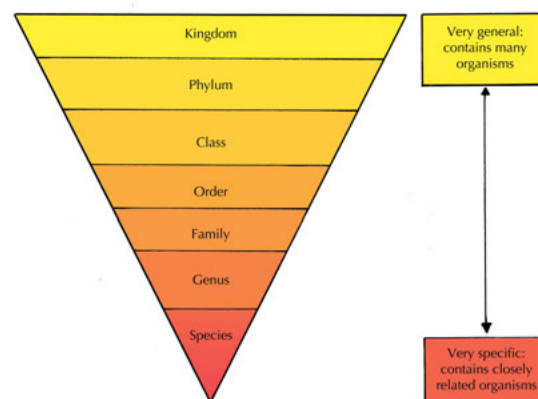 Kingdom
Phylum
Class
Order
Family
Genus
Species
Very general:
contains many
organisms
Very specific:
contains closely
related organisms